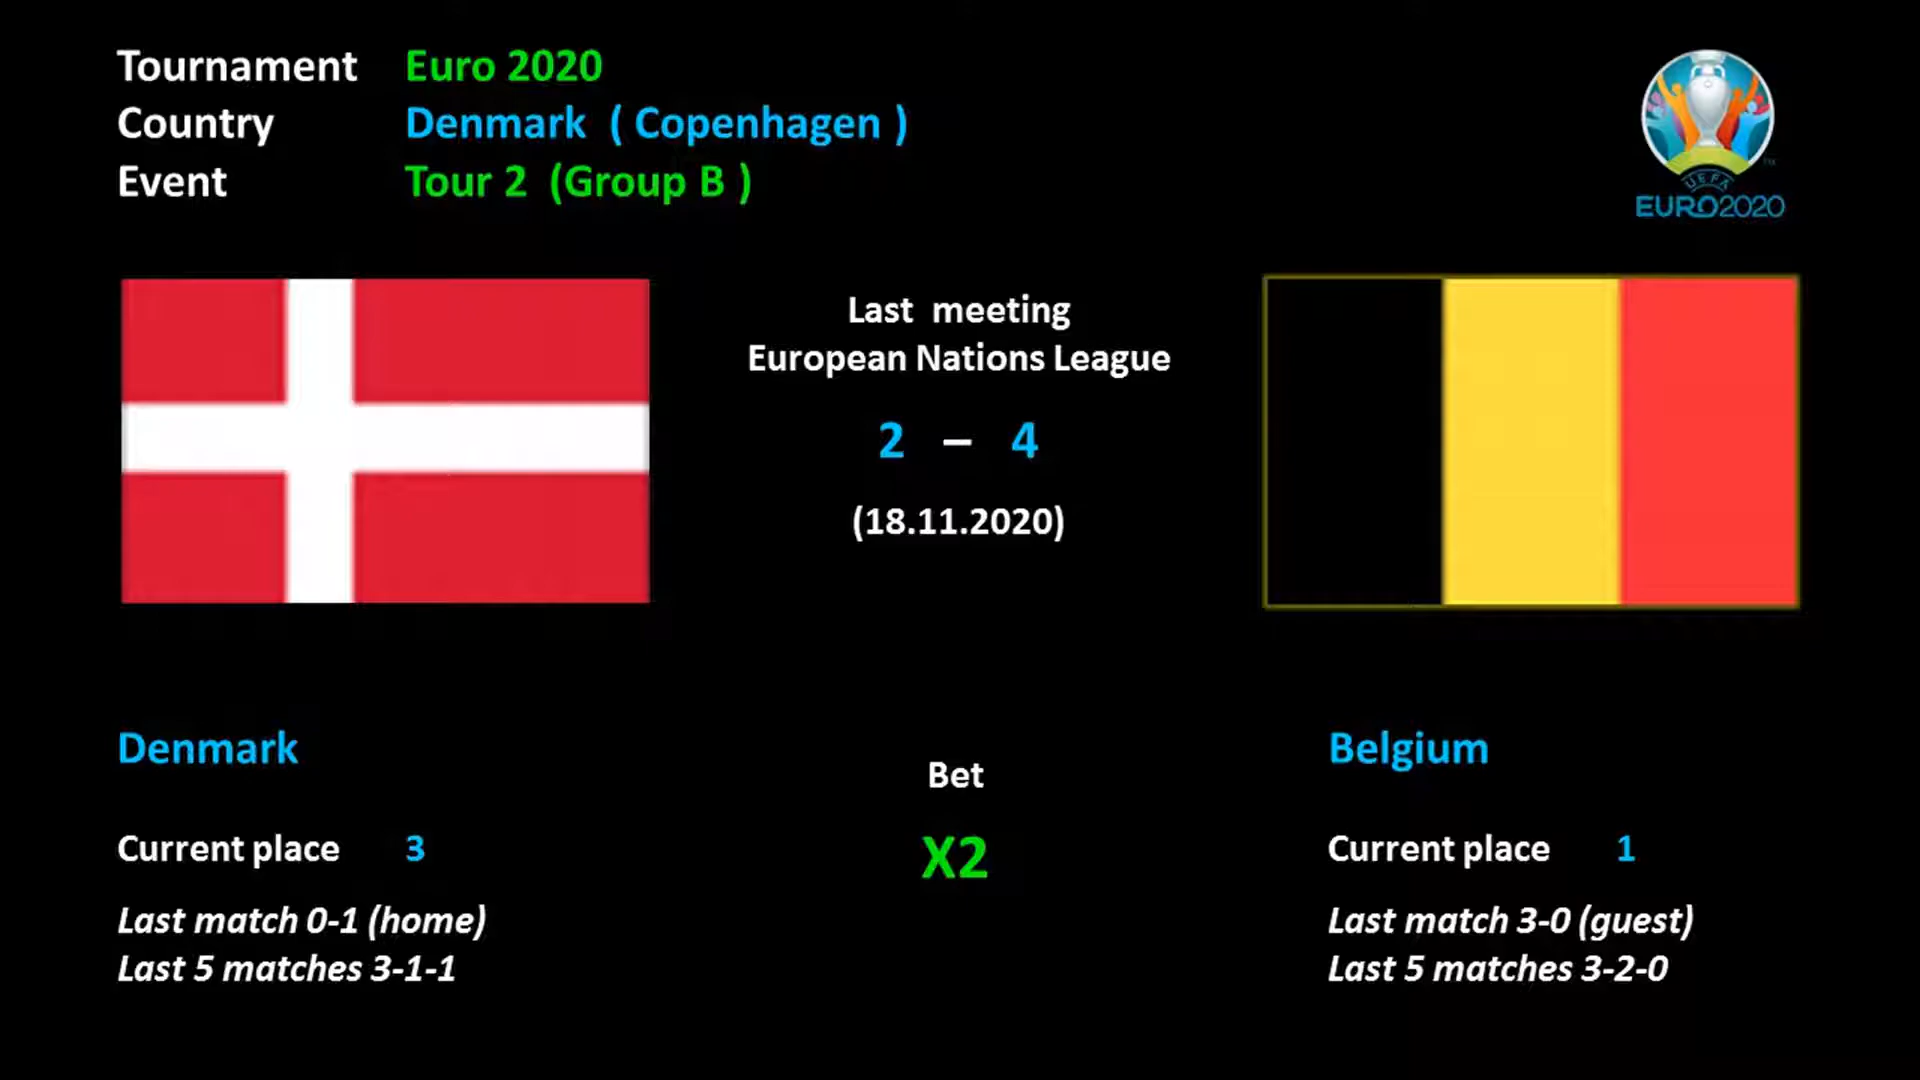 Tournament Euro 2020
Country Denmark ( Copenhagen )
Event Tour 2 (Group B )
UEFA
EURO2020
TM
Last meeting
European Nations League
2 – 4
(18.11.2020)
Denmark
Current place 3
Last match 0-1 (home)
Last 5 matches 3-1-1
Bet
X2
Belgium
Current place 1
Last match 3-0 (guest)
Last 5 matches 3-2-0